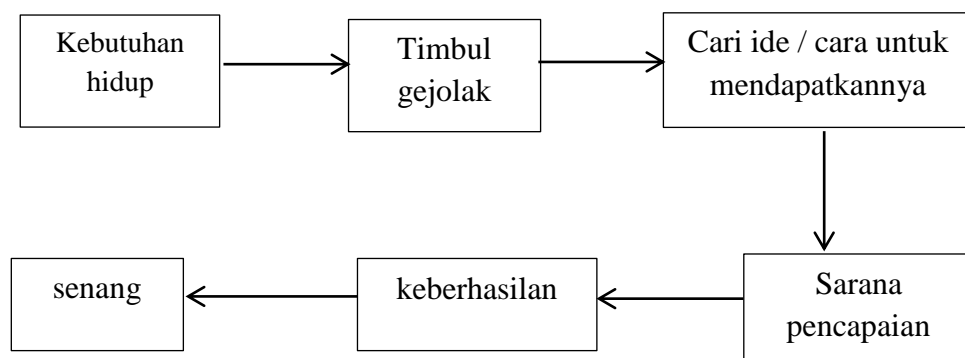 Kebutuhan
hidup
Timbul
gejolak
Cari ide / cara untuk
mendapatkannya
Sarana
pencapaian
keberhasilan
senang